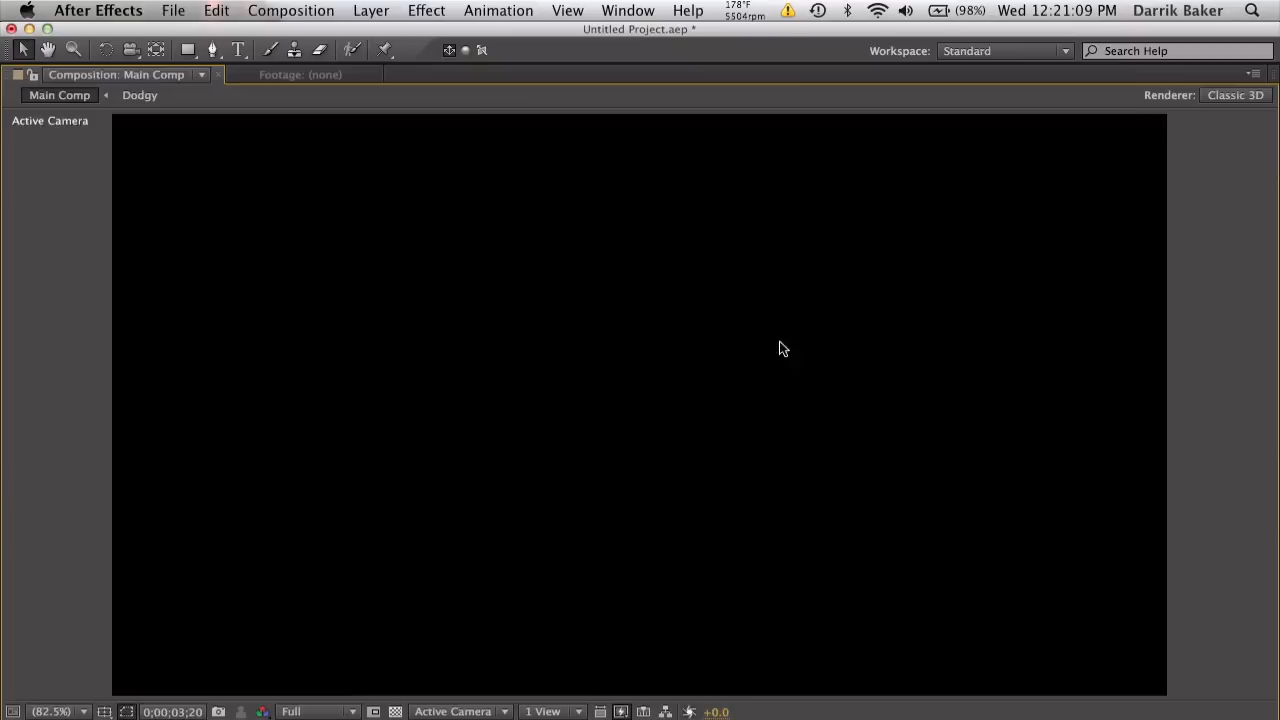 After Effects File Edit Composition Layer Effect Animation View Window Help 178°F 5504rpm (98%) Wed 12:21:09 PM Darrik Baker
Untitled Project.aep *
Workspace: Standard Search Help
Composition: Main Comp Footage: (none)
Main Comp Dodgy Renderer: Classic 3D
Active Camera
(82.5%) 0;00;03;20 Full Active Camera 1 View +0.0